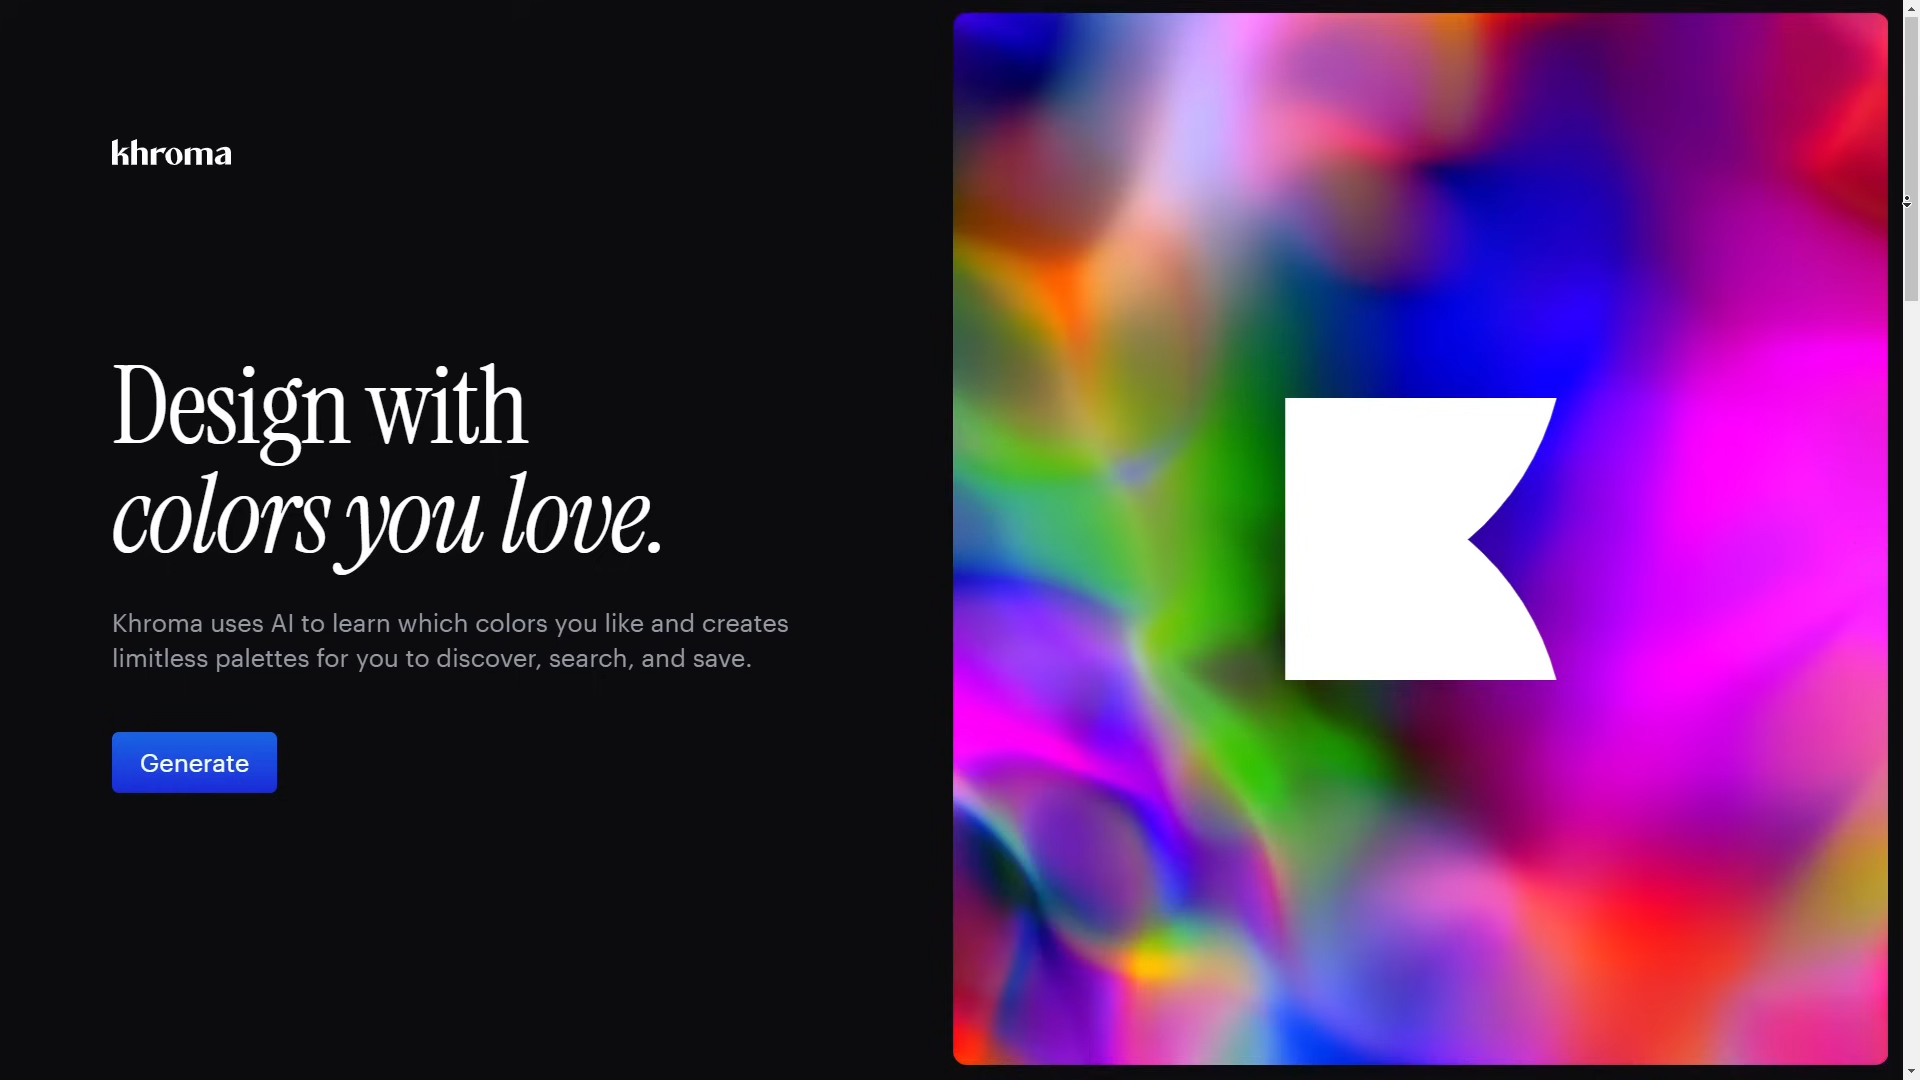 khroma
Design with
colors you love.
Khroma uses AI to learn which colors you like and creates
limitless palettes for you to discover, search, and save.
Generate